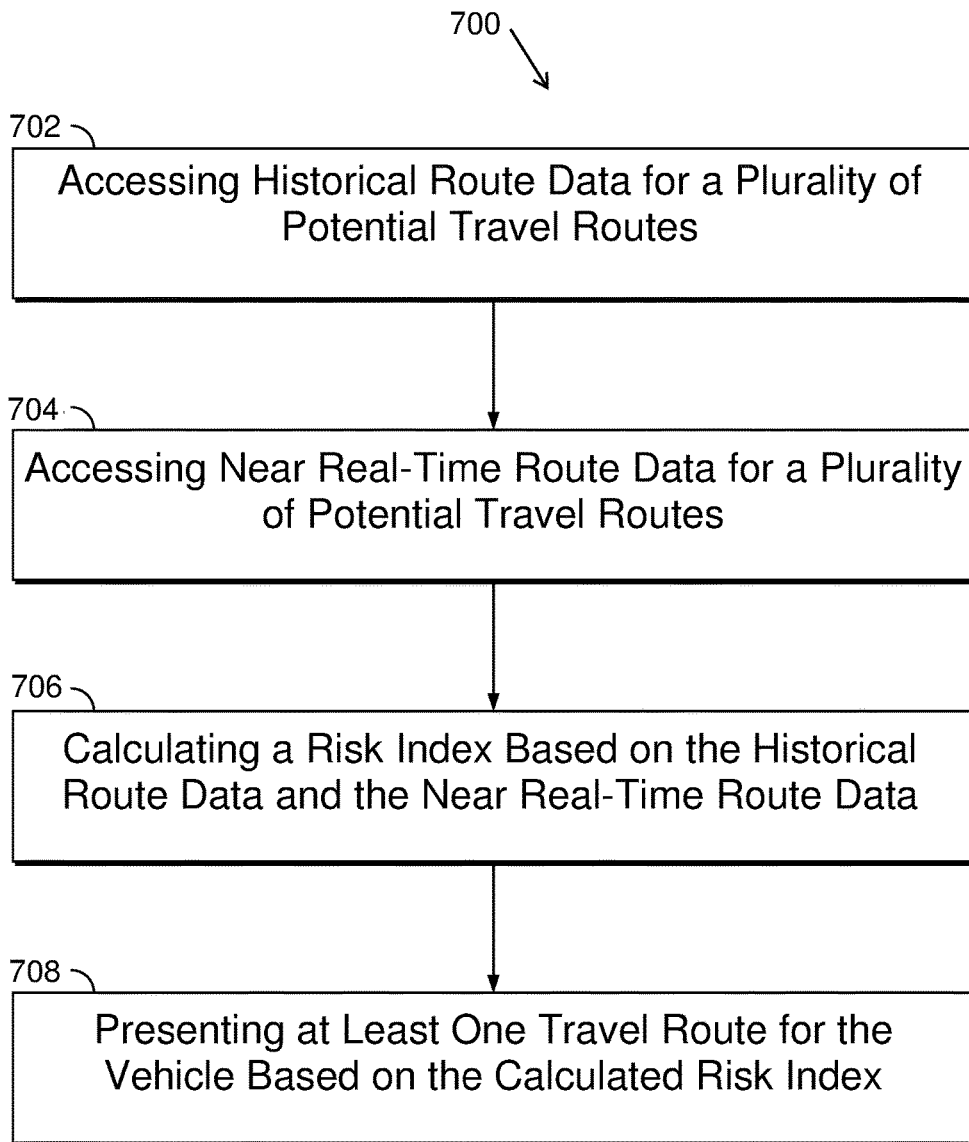 700
702
Accessing Historical Route Data for a Plurality of
Potential Travel Routes
704
Accessing Near Real-Time Route Data for a Plurality
of Potential Travel Routes
706
Calculating a Risk Index Based on the Historical
Route Data and the Near Real-Time Route Data
708
Presenting at Least One Travel Route for the
Vehicle Based on the Calculated Risk Index